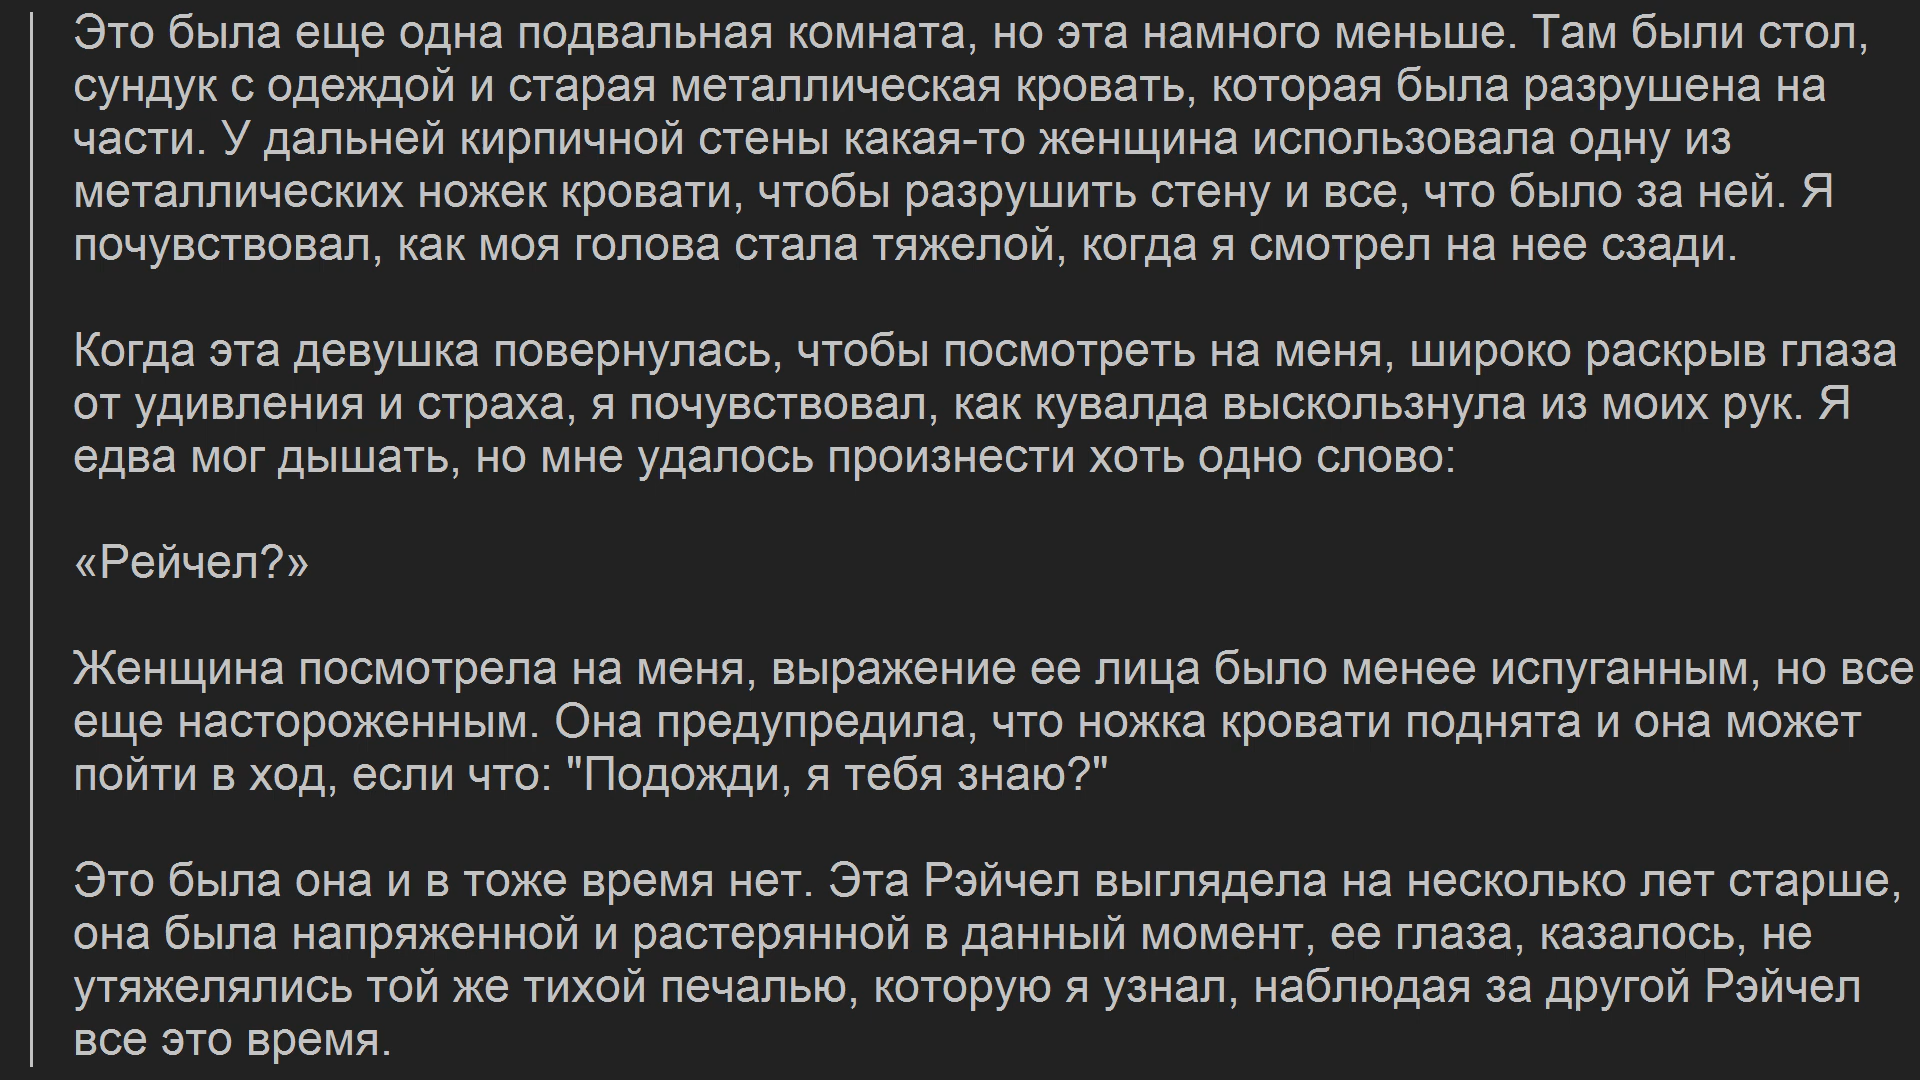 Это была еще одна подвальная комната, но эта намного меньше. Там были стол,
сундук с одеждой и старая металлическая кровать, которая была разрушена на
части. У дальней кирпичной стены какая-то женщина использовала одну из
металлических ножек кровати, чтобы разрушить стену и все, что было за ней. Я
почувствовал, как моя голова стала тяжелой, когда я смотрел на нее сзади.
Когда эта девушка повернулась, чтобы посмотреть на меня, широко раскрыв глаза
от удивления и страха, я почувствовал, как кувалда выскользнула из моих рук. Я
едва мог дышать, но мне удалось произнести хоть одно слово:
«Рейчел?»
Женщина посмотрела на меня, выражение ее лица было менее испуганным, но все
еще настороженным. Она предупредила, что ножка кровати поднята и она может
пойти в ход, если что: "Подожди, я тебя знаю?"
Это была она и в тоже время нет. Эта Рэйчел выглядела на несколько лет старше,
она была напряженной и растерянной в данный момент, ее глаза, казалось, не
утяжелялись той же тихой печалью, которую я узнал, наблюдая за другой Рэйчел
все это время.